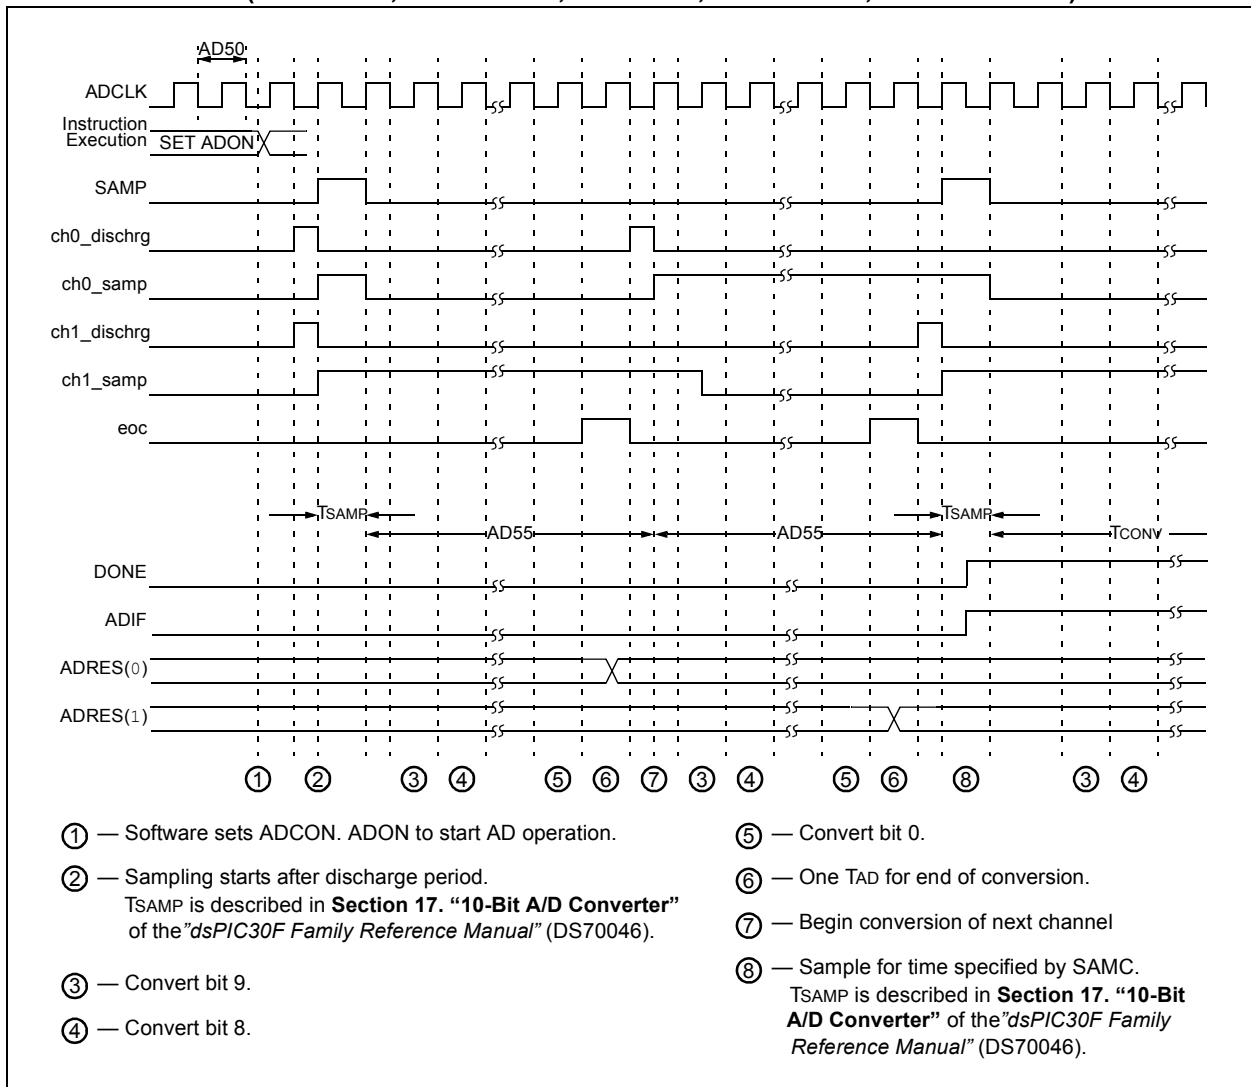 AD50
ADCLK
Instruction
Execution
SET ADON
SAMP
ch0_dischrg
ch0_samp
ch1_dischrg
ch1_samp
eoc
TSAMP
TSAMP
AD55
AD55
TCONV
DONE
ADIF
ADRES(0)
ADRES(1)
1 2 3 4 5 6 7 3 4 5 6 8 3 4
1 — Software sets ADCON. ADON to start AD operation.
2 — Sampling starts after discharge period.
TSAMP is described in Section 17. “10-Bit A/D Converter”
of the”dsPIC30F Family Reference Manual” (DS70046).
3 — Convert bit 9.
4 — Convert bit 8.
5 — Convert bit 0.
6 — One TAD for end of conversion.
7 — Begin conversion of next channel
8 — Sample for time specified by SAMC.
TSAMP is described in Section 17. “10-Bit
A/D Converter” of the”dsPIC30F Family
Reference Manual” (DS70046).